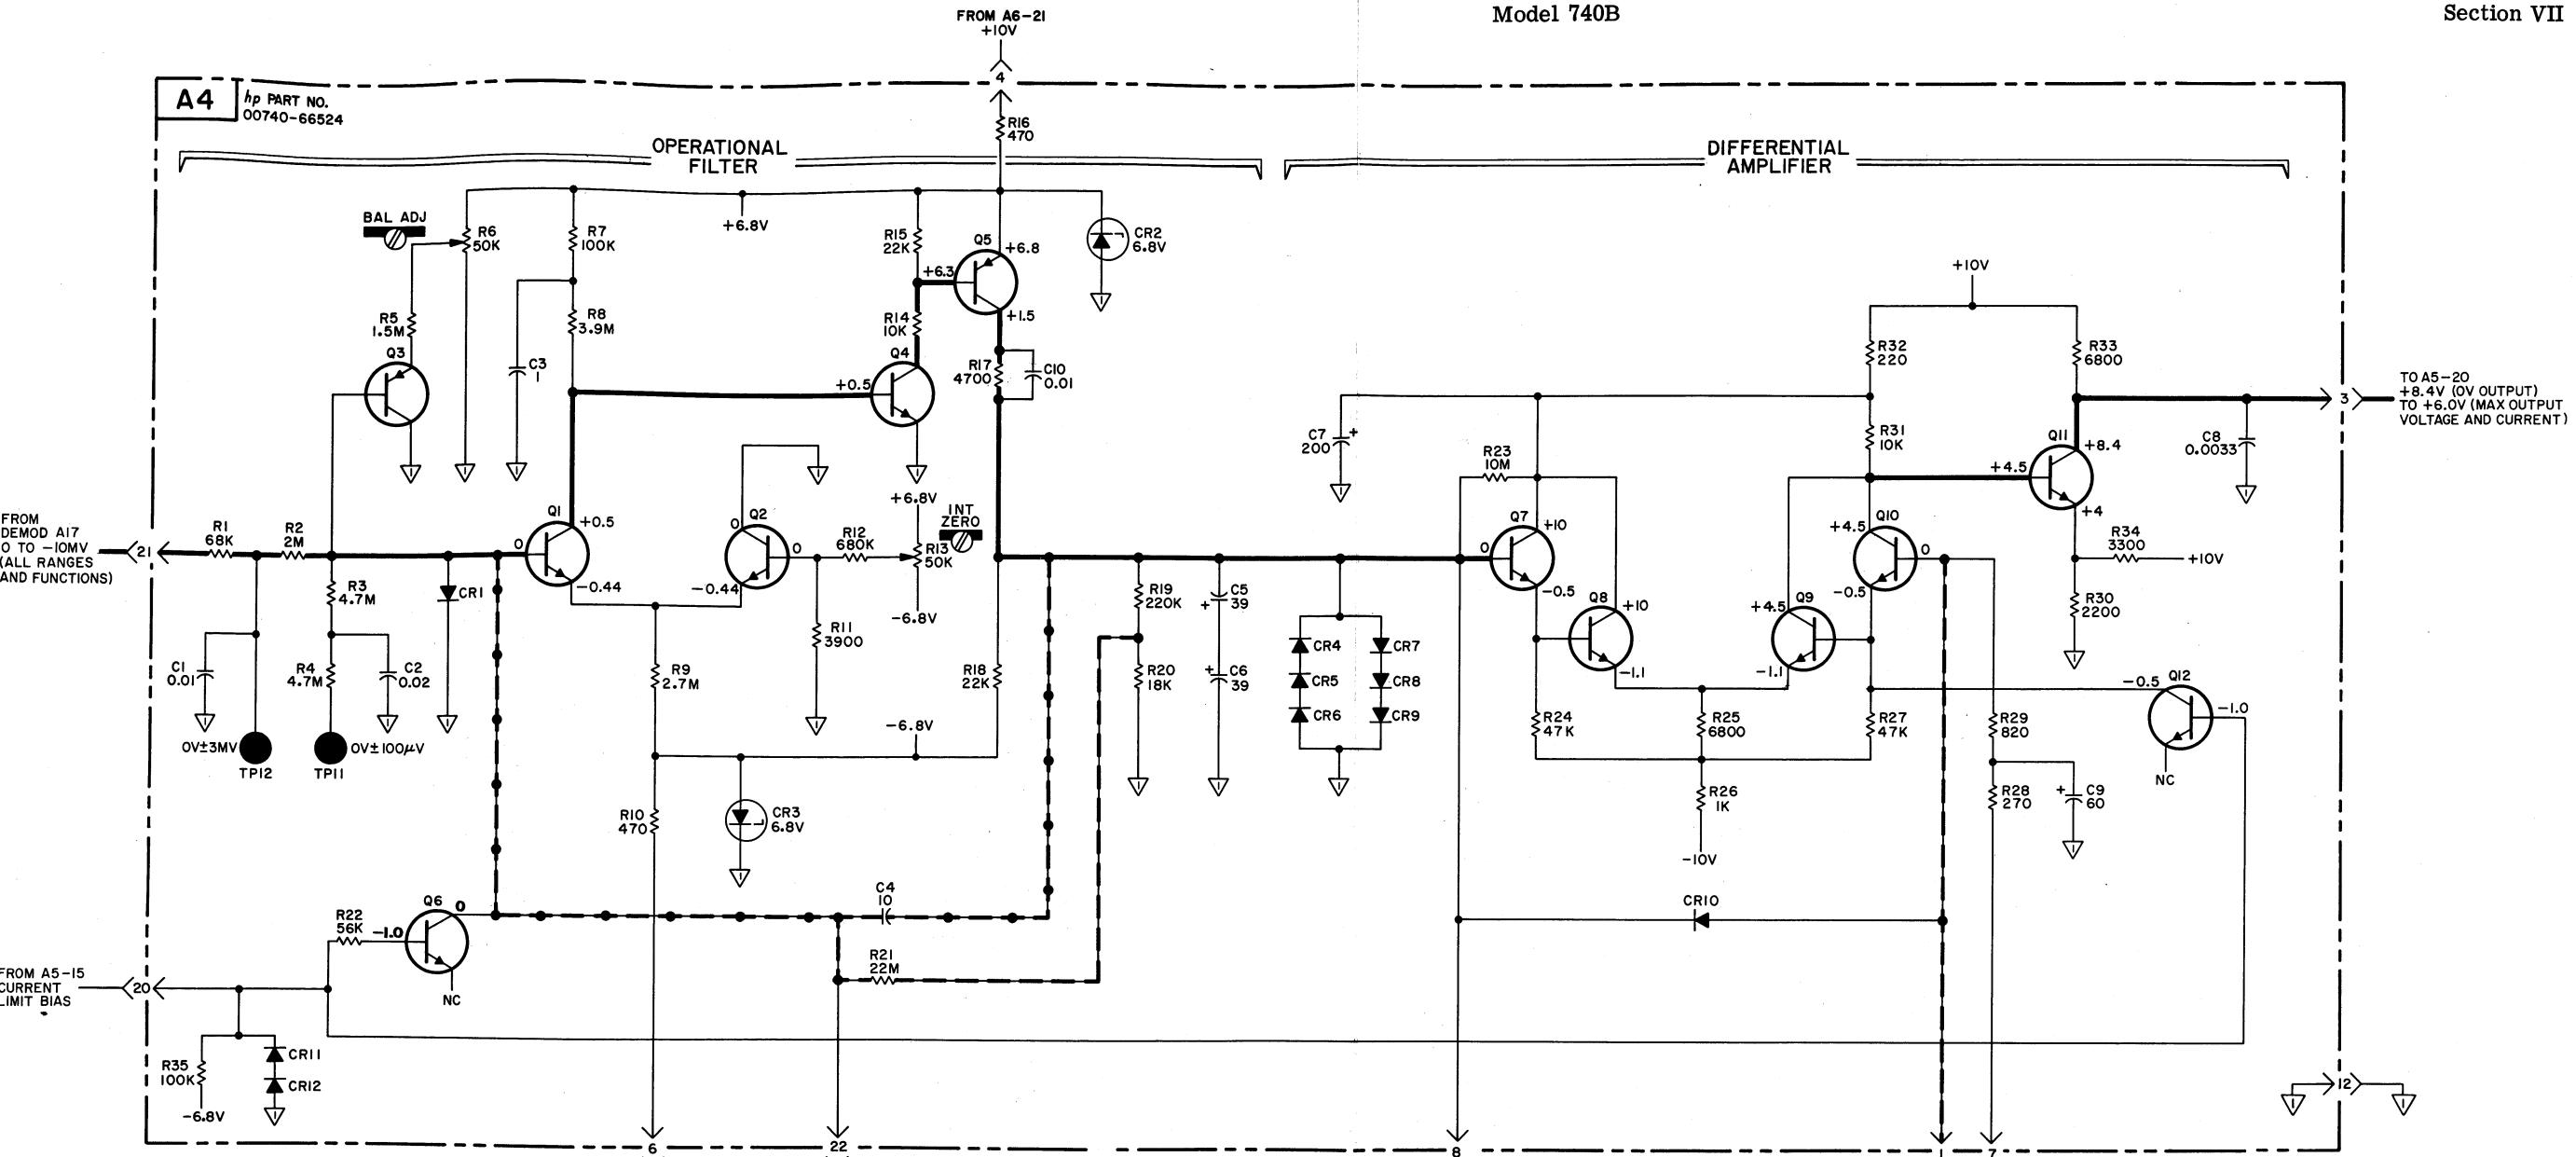 FROM A6-21
+10V
Model 740B
Section VII
4
A4
hp PART NO.
00740-66524
R16
470
OPERATIONAL
FILTER
DIFFERENTIAL
AMPLIFIER
BAL ADJ
R6
50K
R7
100K
+6.8V
R15
22K
Q5
+6.8
CR2
6.8V
+6.3
+10V
R5
1.5M
R8
3.9M
R14
10K
+1.5
Q3
C3
1
Q4
+0.5
R17
4700
C10
0.01
R32
220
R33
6800
TO A5-20
+8.4V (0V OUTPUT)
TO +6.0V (MAX OUTPUT
VOLTAGE AND CURRENT)
3
C7
200
+
R31
10K
Q11
+8.4
C8
0.0033
R23
10M
+4.5
+4
FROM
DEMOD A17
0 TO -10MV
(ALL RANGES
AND FUNCTIONS)
21
R1
68K
R2
2M
Q1
+0.5
0
-0.44
Q2
0
0
-0.44
R12
680K
+6.8V
INT
ZERO
R13
50K
-6.8V
Q7
+10
0
-0.5
+4.5
Q10
0
-0.5
R34
3300
+10V
R3
4.7M
CR1
R11
3900
R19
220K
C5
39
+
Q8
+10
-1.1
+4.5
Q9
-1.1
R30
2200
C1
0.01
R4
4.7M
C2
0.02
R9
2.7M
R18
22K
R20
18K
+
C6
39
CR4
CR5
CR6
CR7
CR8
CR9
-0.5
Q12
-1.0
NC
0V±3MV
TP12
0V±100µV
TP11
-6.8V
R24
47K
R25
6800
R27
47K
R29
820
R10
470
CR3
6.8V
R26
1K
R28
270
+
C9
60
-10V
R22
56K
-1.0
Q6
0
NC
C4
10
CR10
R21
22M
FROM A5-15
CURRENT
LIMIT BIAS
20
R35
100K
-6.8V
CR11
CR12
12
6
22
8
1
7